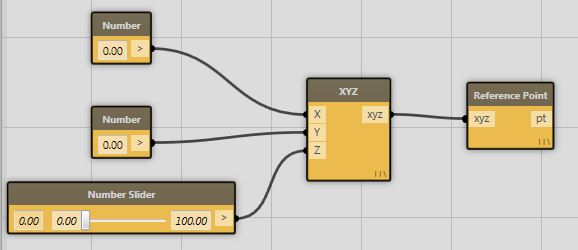 Number
0.00 >
Number
0.00 >
Number Slider
0.00 0.00 100.00 >
XYZ
X xyz
Y
Z
| | \
Reference Point
xyz pt
| | \